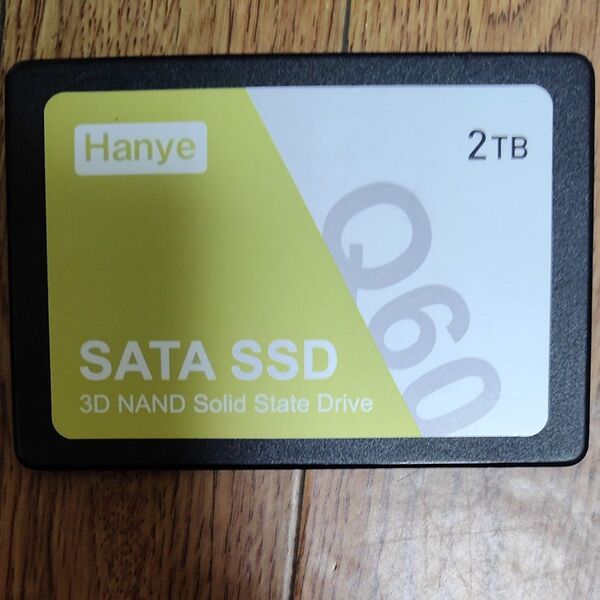 Hanye
2TB
Q60
SATA SSD
3D NAND Solid State Drive